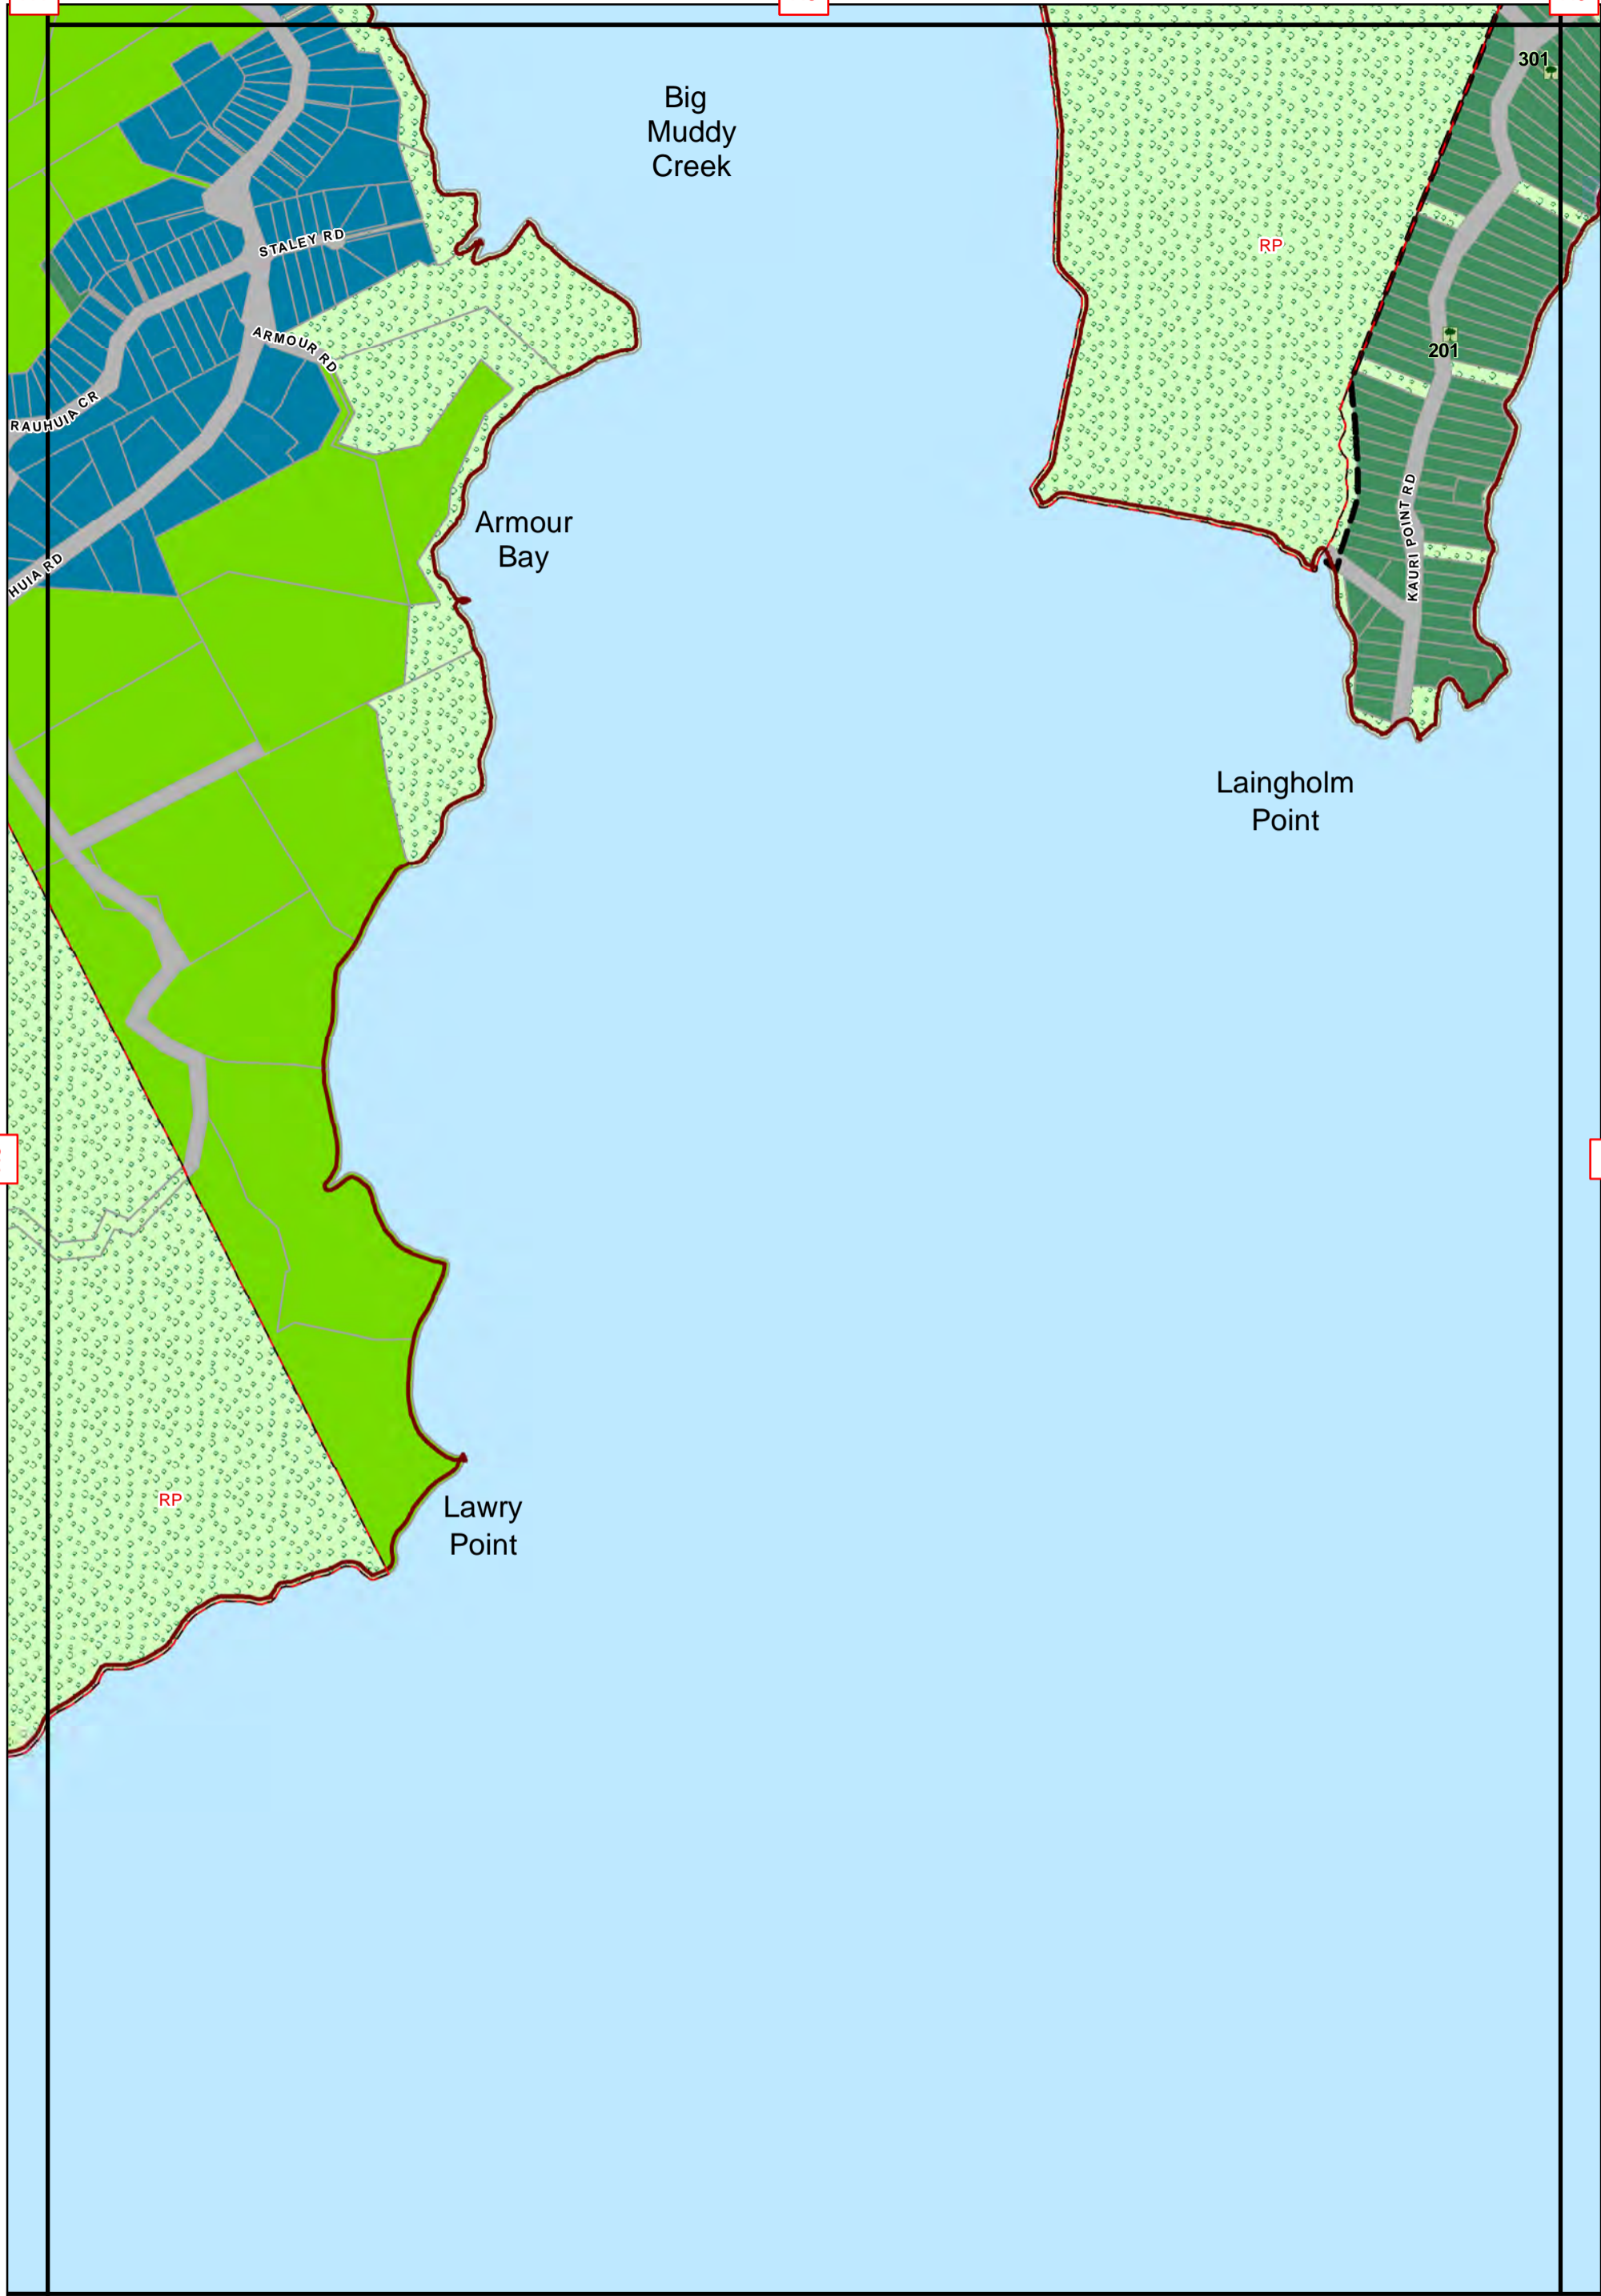 301
Big
Muddy
Creek
STALEY RD
RP
ARMOUR RD
201
RAUHUIA CR
Armour
Bay
KAURI POINT RD
HUIA RD
Laingholm
Point
RP
Lawry
Point